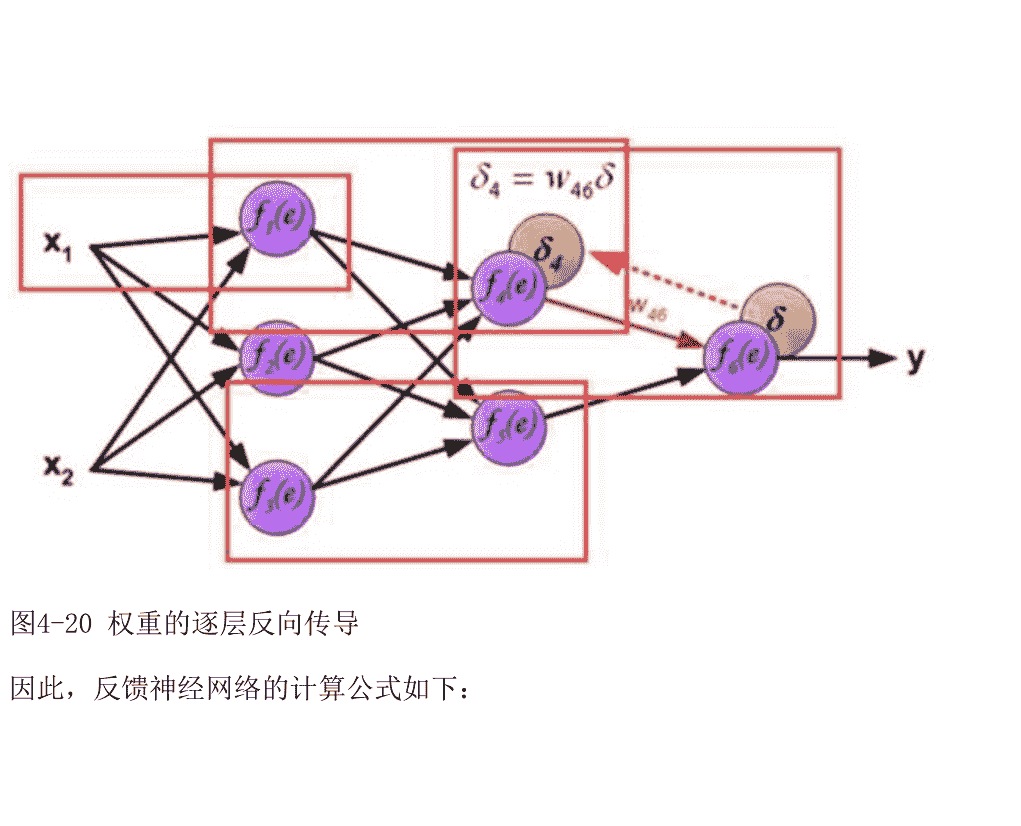 δ₄ = w₄₆δ
f₁(e)
x₁
δ₄
f₄(e)
w₄₆
δ
f₂(e)
f₆(e)
y
f₅(e)
x₂
f₃(e)
图4-20 权重的逐层反向传导
因此，反馈神经网络的计算公式如下：